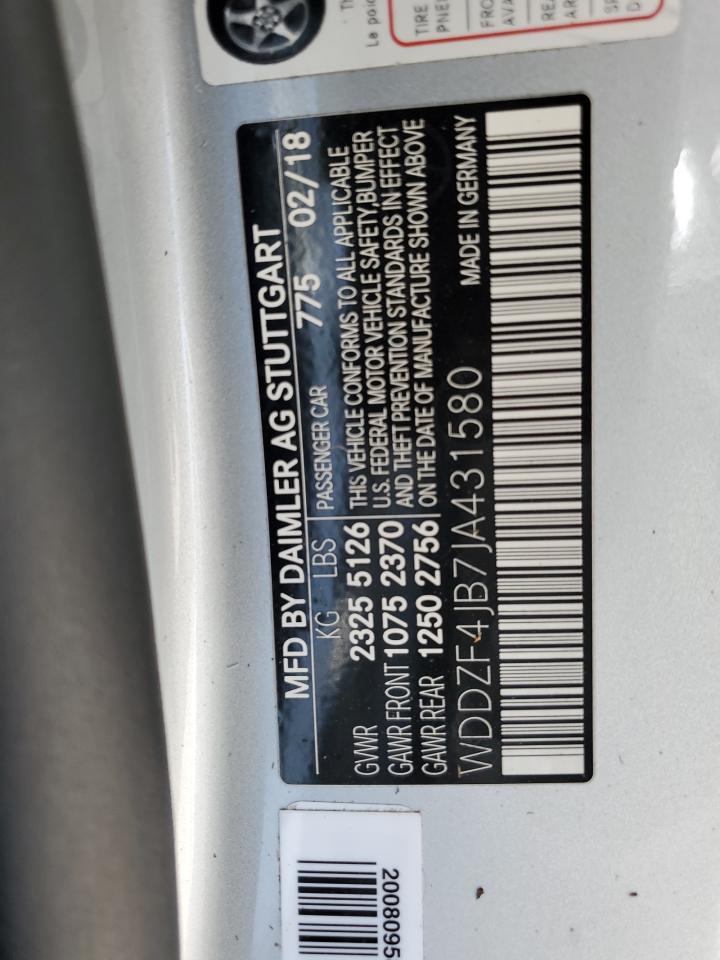 Le
TIRE
MFD BY DAIMLER AG STUTTGART
KG LBS PASSENGER CAR 775 02/18
GVWR 2325 5126 THIS VEHICLE CONFORMS TO ALL APPLICABLE
GAWR FRONT 1075 2370 U.S. FEDERAL MOTOR VEHICLE SAFETY,BUMPER
AND THEFT PREVENTION STANDARDS IN EFFECT
GAWR REAR 1250 2756 ON THE DATE OF MANUFACTURE SHOWN ABOVE
WDDZF4JB7JA431580 MADE IN GERMANY
2008095